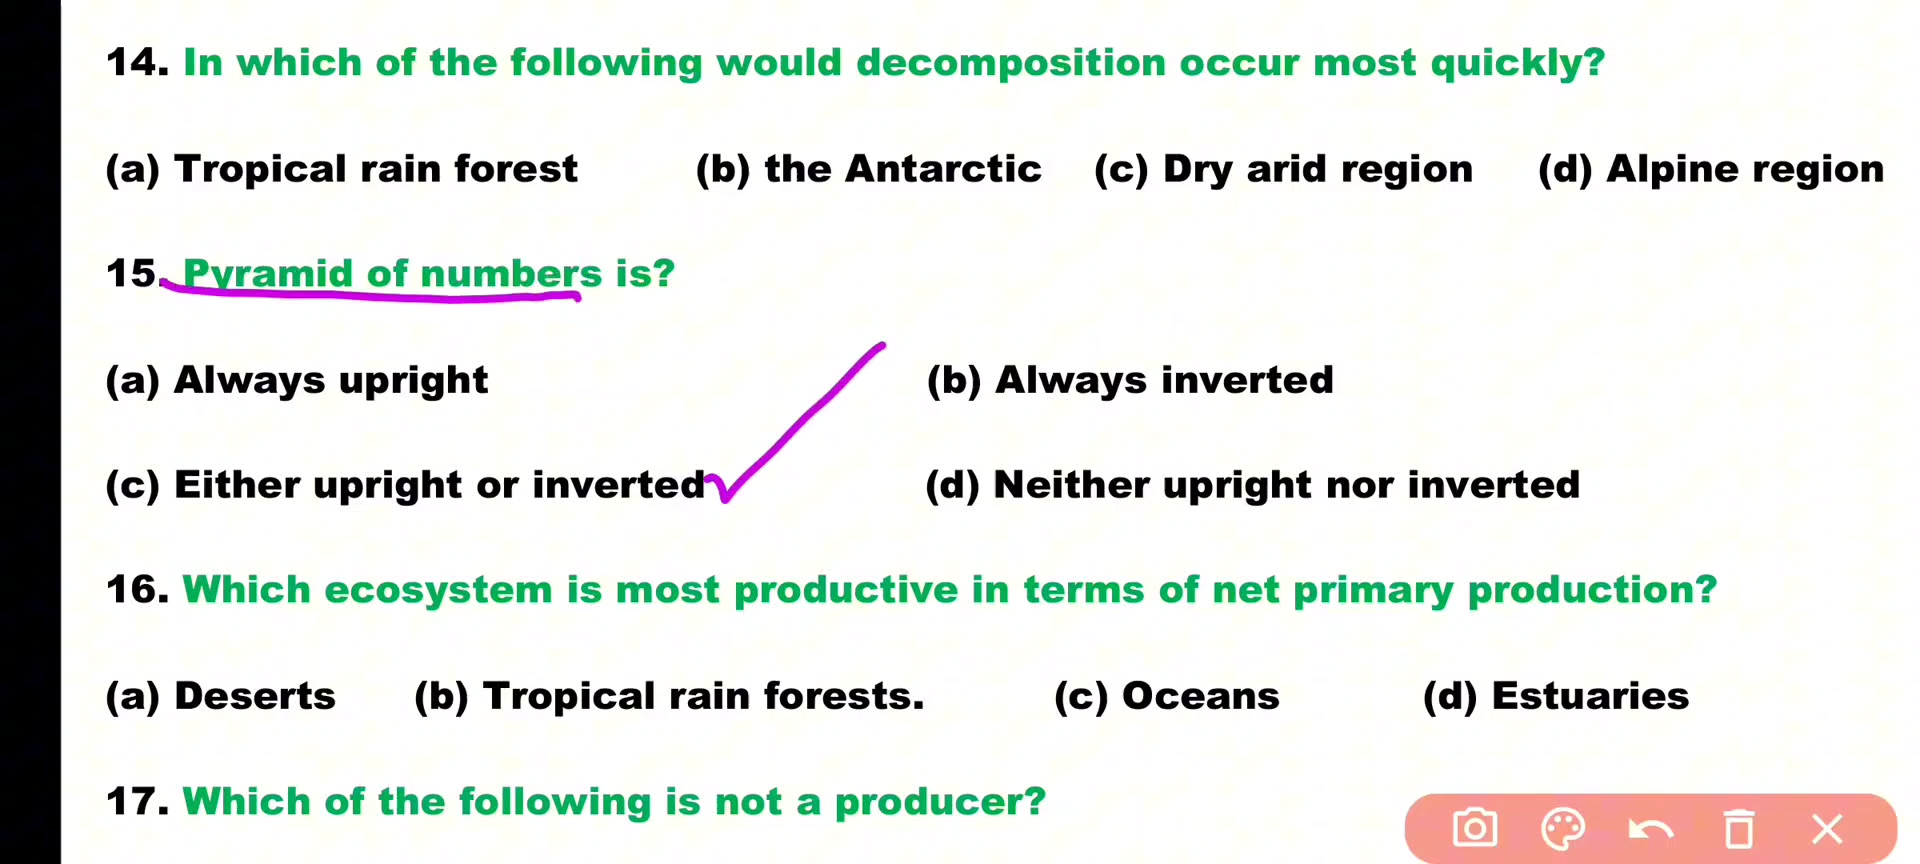 14. In which of the following would decomposition occur most quickly?
(a) Tropical rain forest (b) the Antarctic (c) Dry arid region (d) Alpine region
15. Pyramid of numbers is?
(a) Always upright (b) Always inverted
(c) Either upright or inverted (d) Neither upright nor inverted
16. Which ecosystem is most productive in terms of net primary production?
(a) Deserts (b) Tropical rain forests. (c) Oceans (d) Estuaries
17. Which of the following is not a producer?